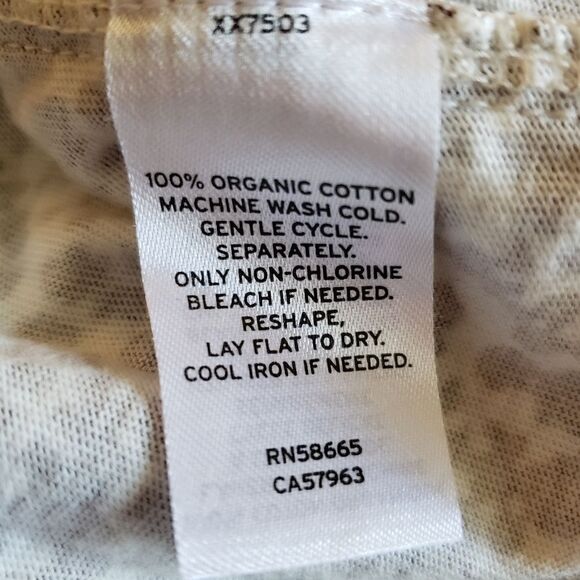 XX7503
100% ORGANIC COTTON
MACHINE WASH COLD.
GENTLE CYCLE.
SEPARATELY.
ONLY NON-CHLORINE
BLEACH IF NEEDED.
RESHAPE,
LAY FLAT TO DRY.
COOL IRON IF NEEDED.
RN58665
CA57963